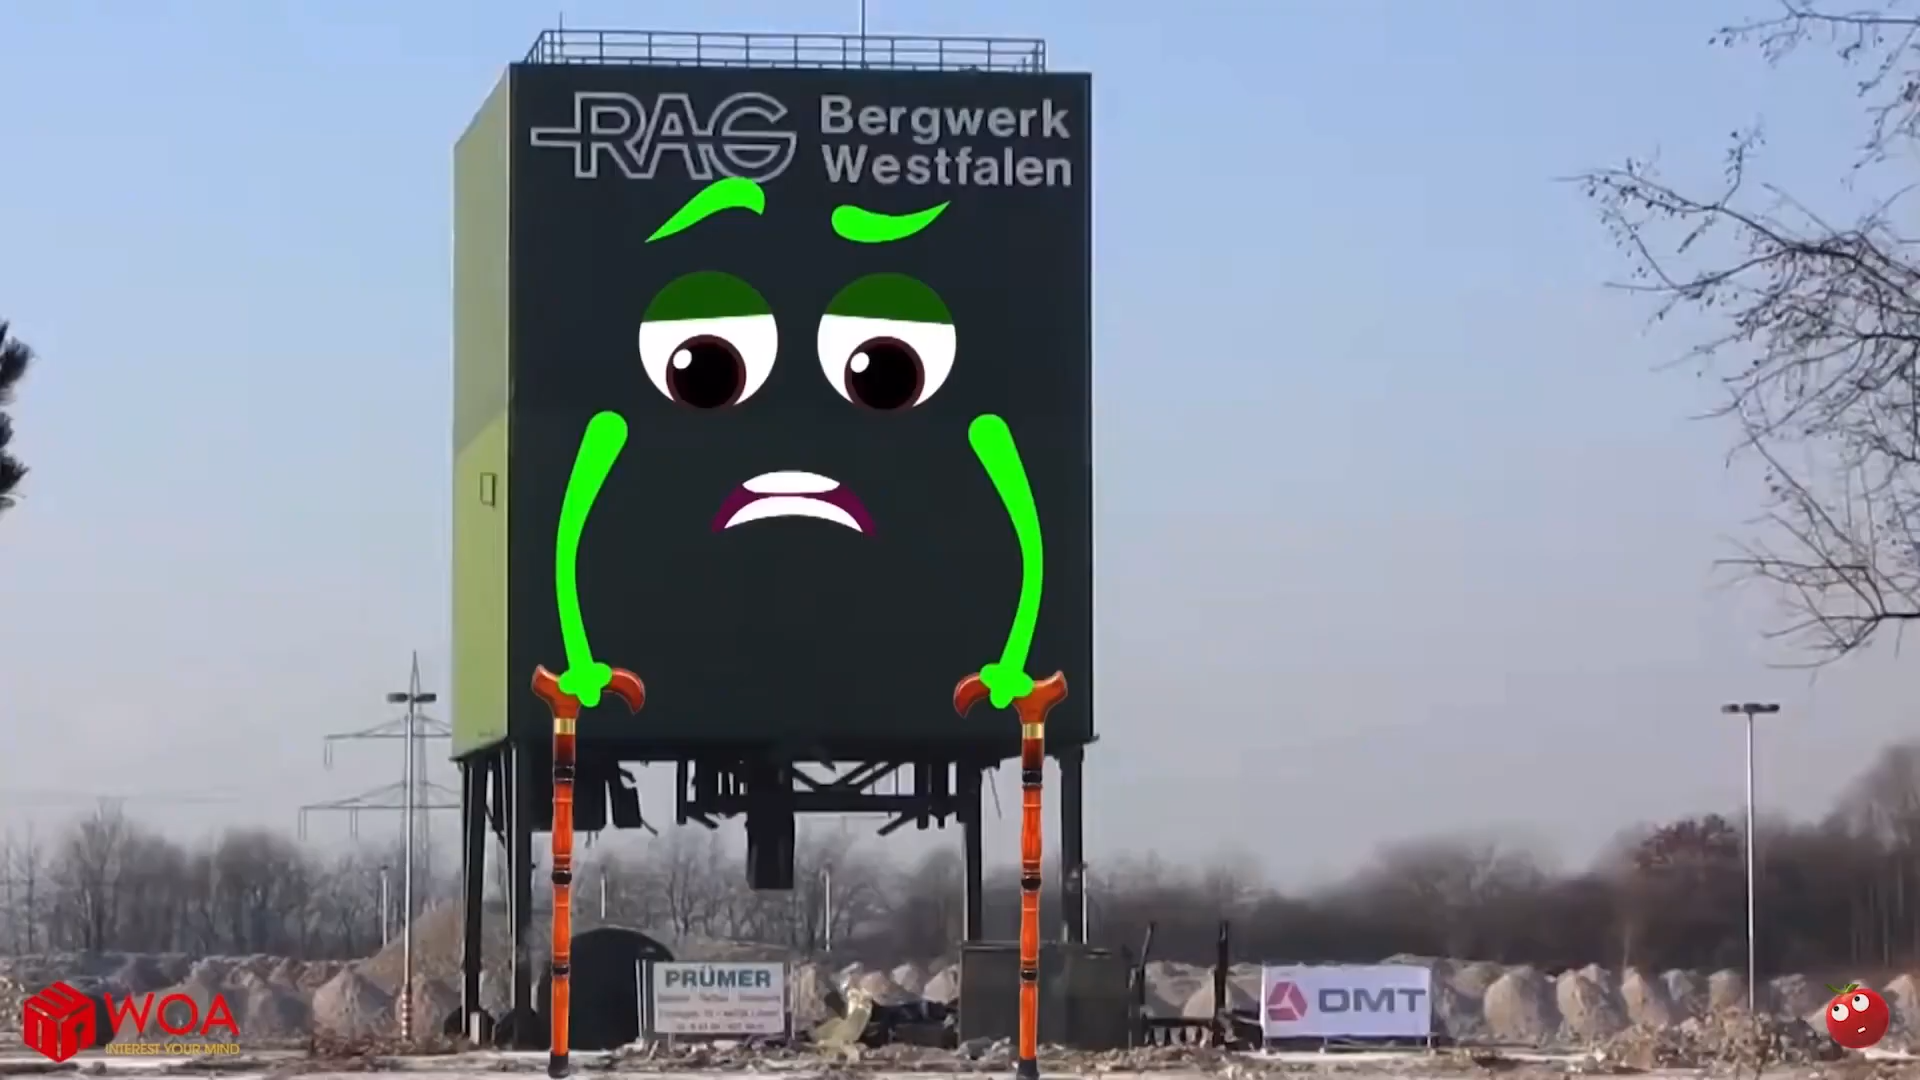 RAG
Bergwerk
Westfalen
PRÜMER
DMT
WOA
INTEREST YOUR MIND